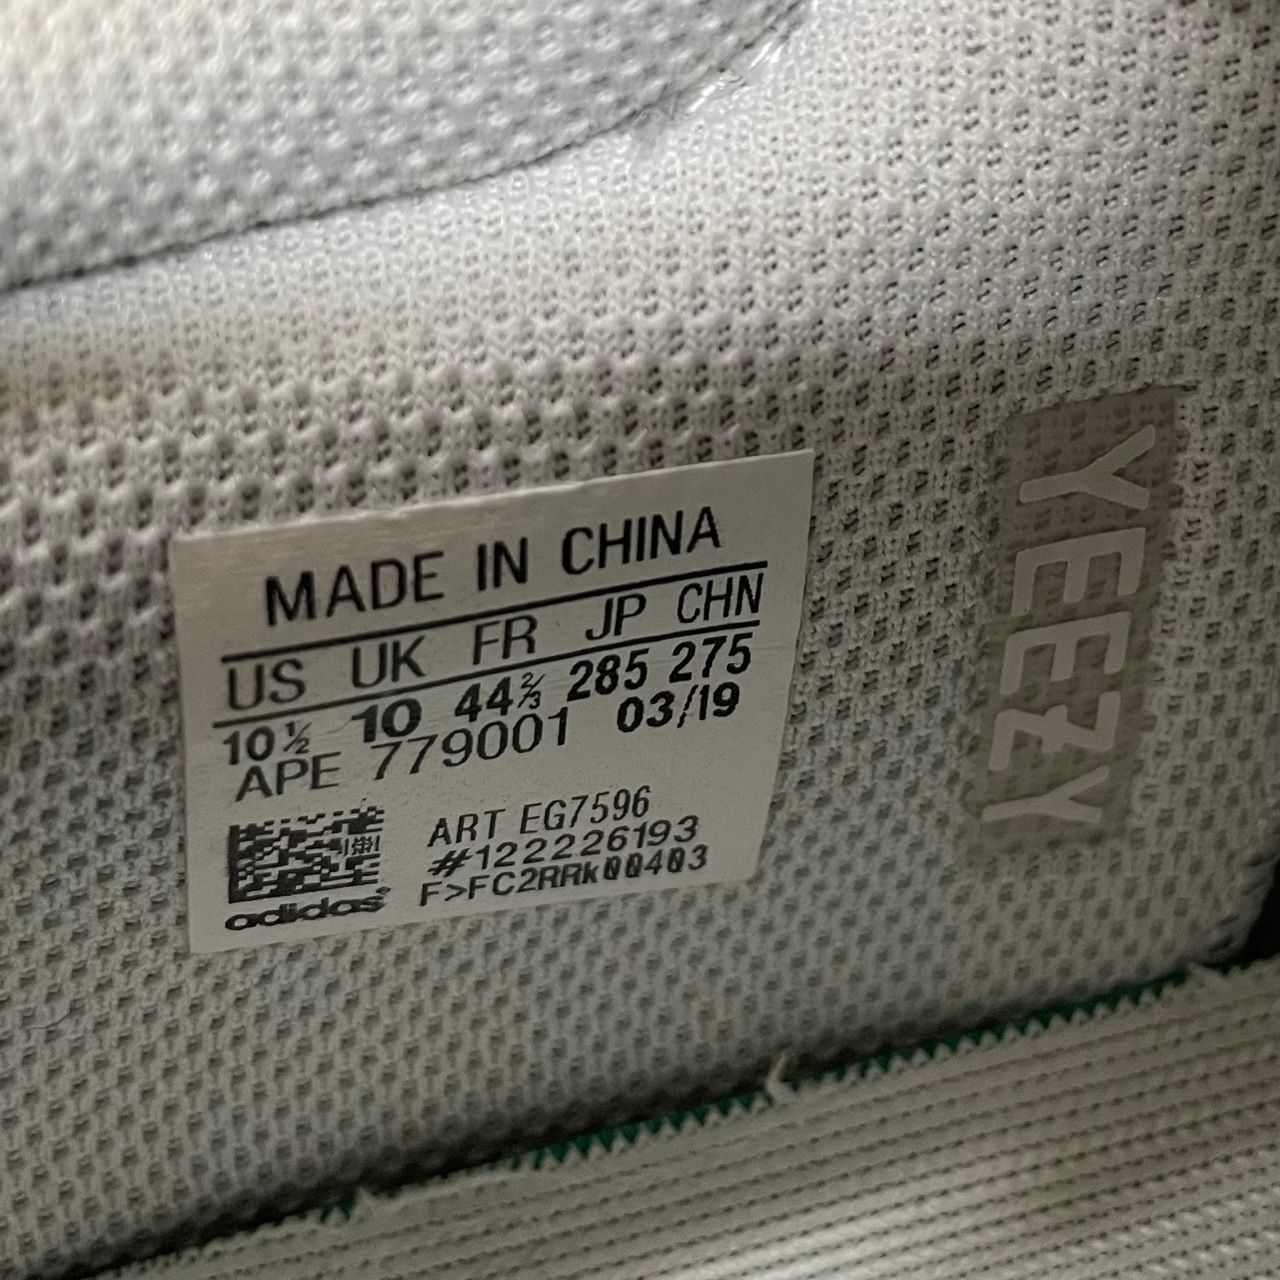 MADE IN CHINA
US UK FR JP CHN
10½ 10 44⅔ 285 275
APE 779001 03/19
ART EG7596
#122226193
F>FC2RRk00403
adidas
YEEZY